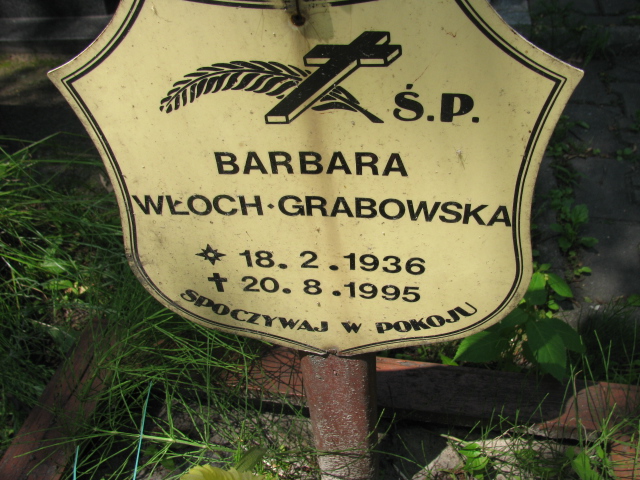 Ś.P.
BARBARA
WŁOCH-GRABOWSKA
18. 2. 1936
20. 8. 1995
SPOCZYWAJ W POKOJU